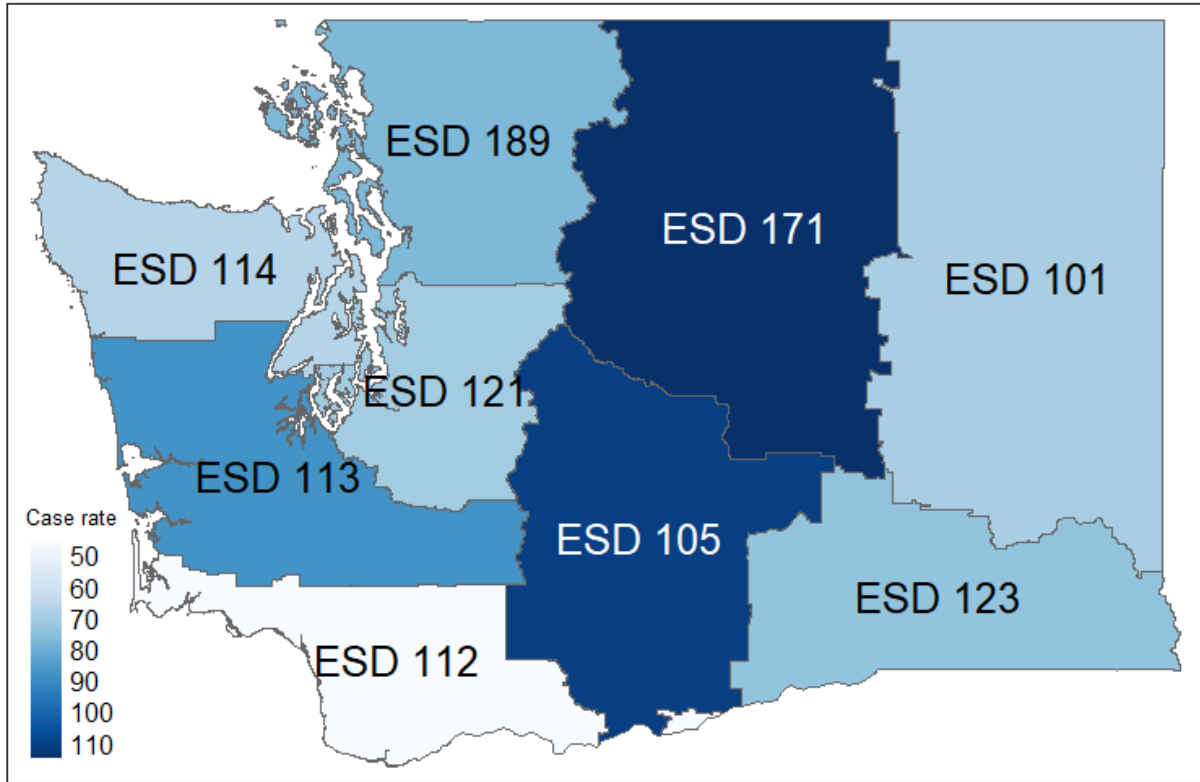 ESD 189
ESD 171
ESD 114
ESD 101
ESD 121
ESD 113
ESD 105
ESD 123
ESD 112
Case rate
50
60
70
80
90
100
110